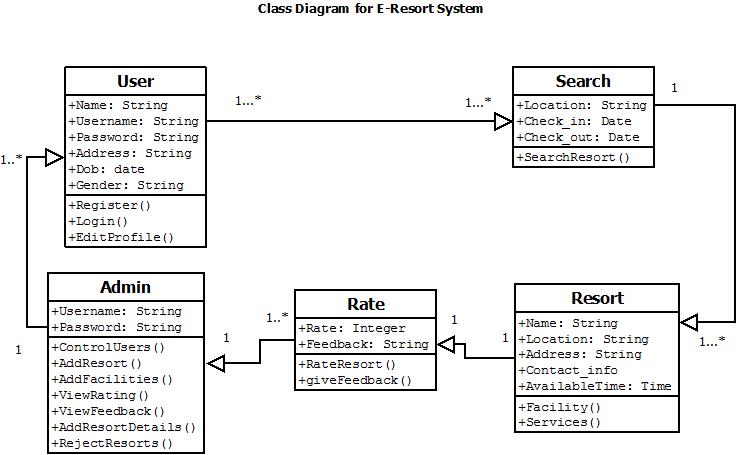 Class Diagram for E-Resort System
User
+Name: String
+Username: String
+Password: String
+Address: String
+Dob: date
+Gender: String
+Register()
+Login()
+EditProfile()
1..*
1..*
Search
+Location: String
+Check_in: Date
+Check_out: Date
+SearchResort()
1
1..*
1
Admin
+Username: String
+Password: String
+ControlUsers()
+AddResort()
+AddFacilities()
+ViewRating()
+ViewFeedback()
+AddResortDetails()
+RejectResorts()
1
1..*
Rate
+Rate: Integer
+Feedback: String
+RateResort()
+giveFeedback()
1
1
Resort
+Name: String
+Location: String
+Address: String
+Contact_info
+AvailableTime: Time
+Facility()
+Services()
1..*